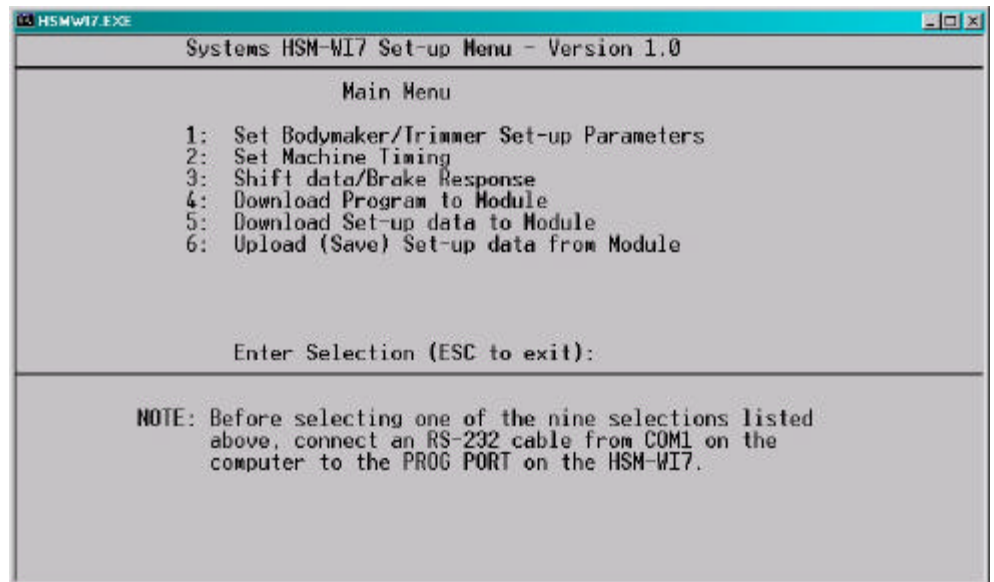 HSMWI7.EXE
Systems HSM-WI7 Set-up Menu - Version 1.0
Main Menu
1: Set Bodymaker/Trimmer Set-up Parameters
2: Set Machine Timing
3: Shift data/Brake Response
4: Download Program to Module
5: Download Set-up data to Module
6: Upload (Save) Set-up data from Module
Enter Selection (ESC to exit):
NOTE: Before selecting one of the nine selections listed
above, connect an RS-232 cable from COM1 on the
computer to the PROG PORT on the HSM-WI7.